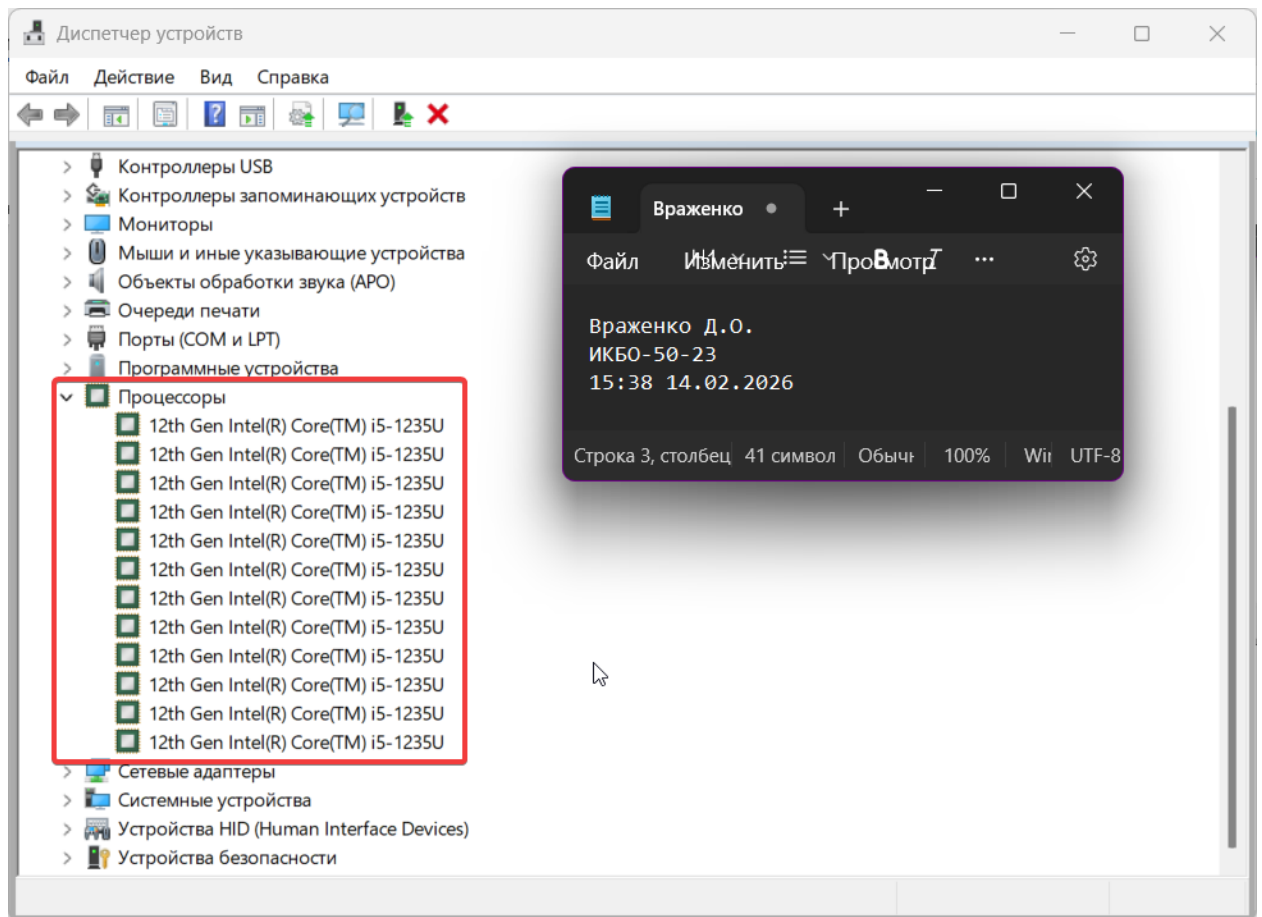 Диспетчер устройств
Файл Действие Вид Справка
Контроллеры USB
Контроллеры запоминающих устройств
Мониторы
Мыши и иные указывающие устройства
Объекты обработки звука (APO)
Очереди печати
Порты (COM и LPT)
Программные устройства
Процессоры
12th Gen Intel(R) Core(TM) i5-1235U
12th Gen Intel(R) Core(TM) i5-1235U
12th Gen Intel(R) Core(TM) i5-1235U
12th Gen Intel(R) Core(TM) i5-1235U
12th Gen Intel(R) Core(TM) i5-1235U
12th Gen Intel(R) Core(TM) i5-1235U
12th Gen Intel(R) Core(TM) i5-1235U
12th Gen Intel(R) Core(TM) i5-1235U
12th Gen Intel(R) Core(TM) i5-1235U
12th Gen Intel(R) Core(TM) i5-1235U
12th Gen Intel(R) Core(TM) i5-1235U
12th Gen Intel(R) Core(TM) i5-1235U
Сетевые адаптеры
Системные устройства
Устройства HID (Human Interface Devices)
Устройства безопасности
Враженко
Файл Изменить Просмотр
Враженко Д.О.
ИКБО-50-23
15:38 14.02.2026
Строка 3, столбец 41 символ 100% UTF-8